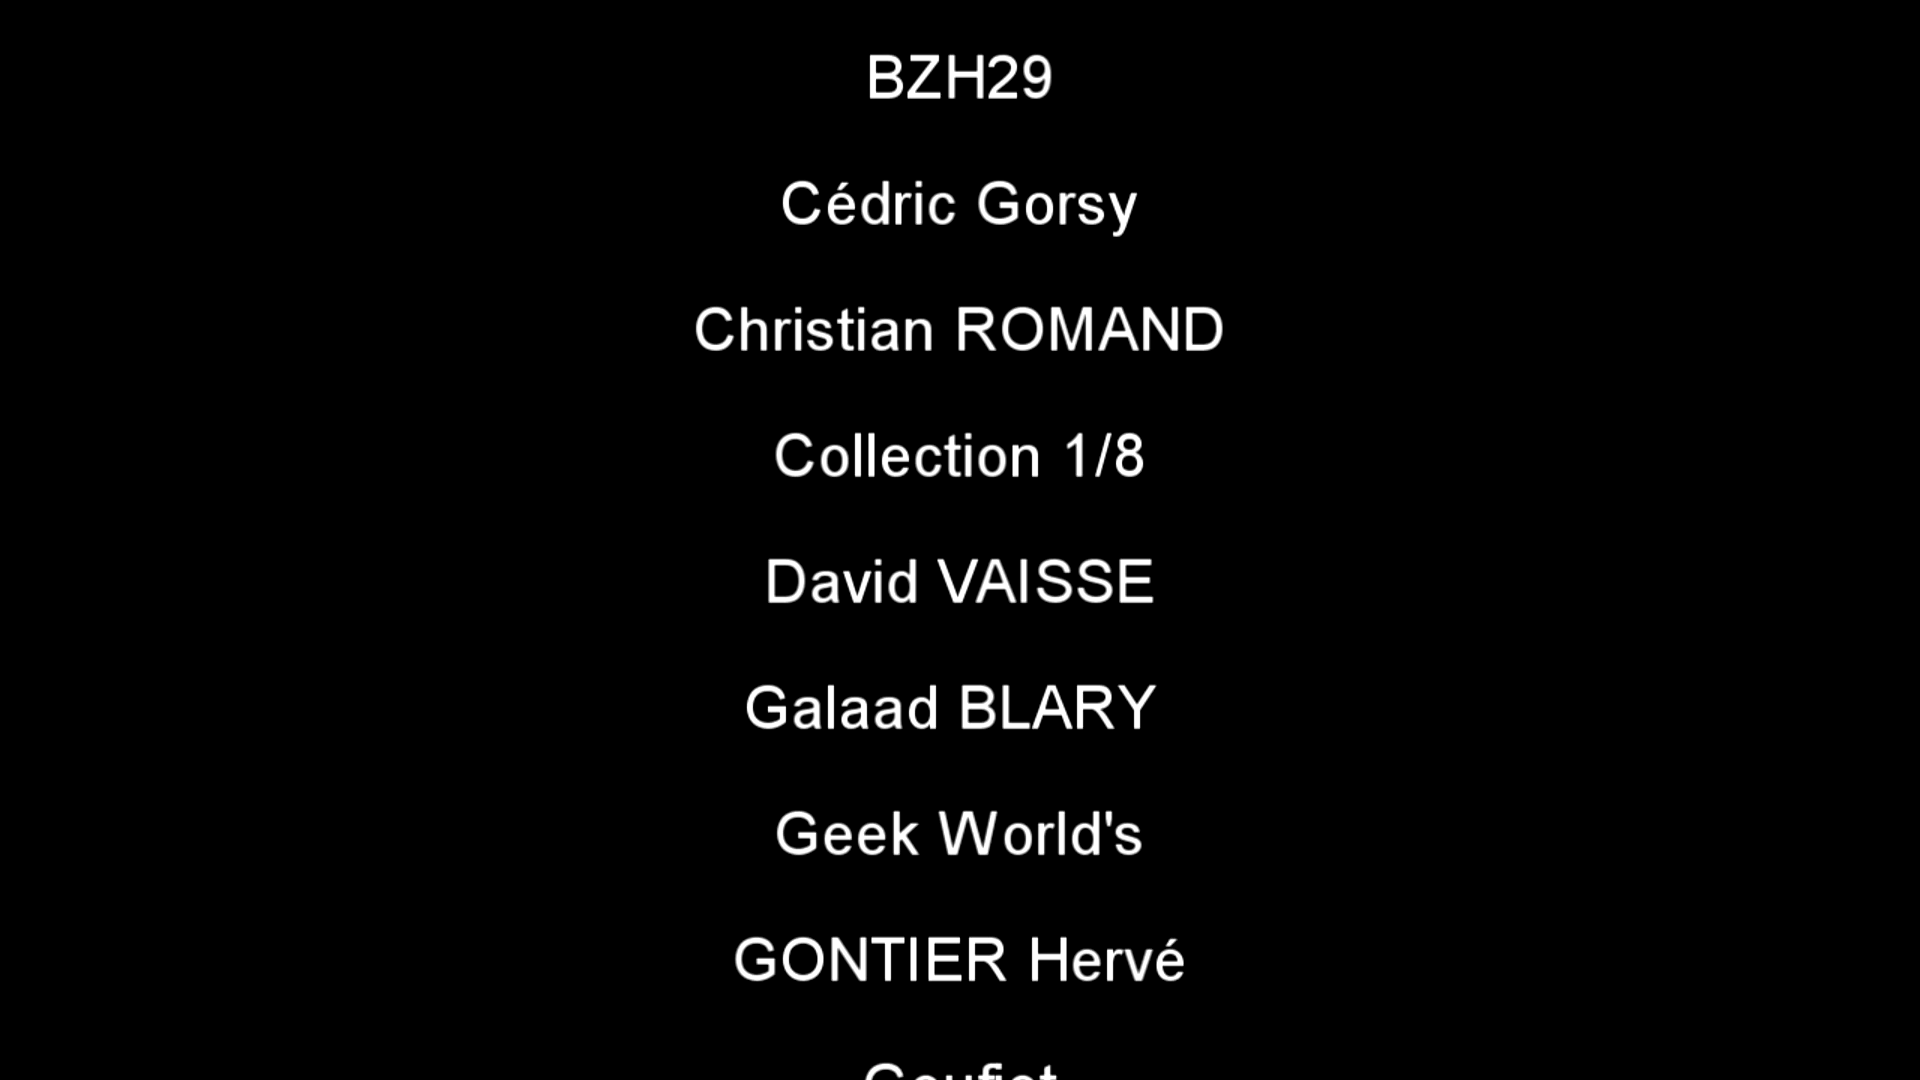 BZH29
Cédric Gorsy
Christian ROMAND
Collection 1/8
David VAISSE
Galaad BLARY
Geek World's
GONTIER Hervé